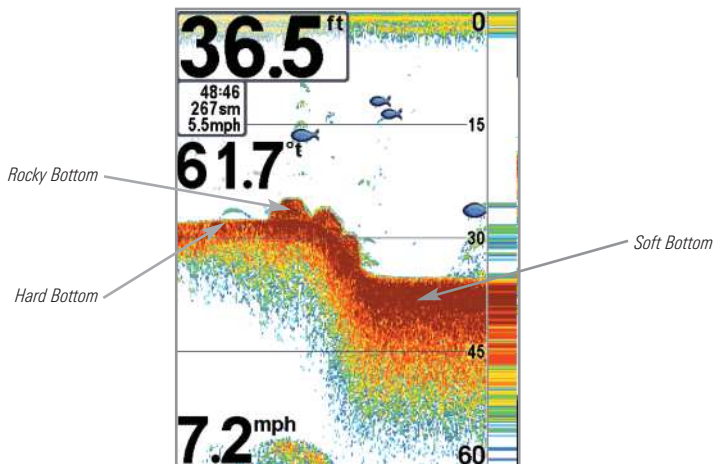 36.5 ft
0
48:46
267sm
5.5mph
15
61.7°t
Rocky Bottom
30
Soft Bottom
Hard Bottom
45
7.2 mph
60